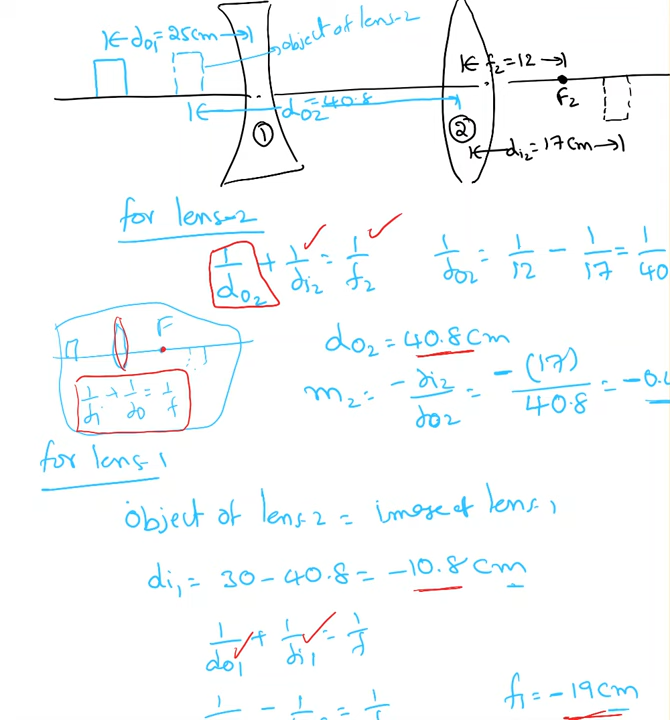 |← do₁=25cm →|
object of lens-2
|← f₂=12 →|
F₂
|← do₂=40.8
① ②
|← di₂=17cm →|
for lens-2
1/do₂ + 1/di₂ = 1/f₂
1/do₂ = 1/12 - 1/17 = 1/40
F
do₂ = 40.8cm
1/di + 1/do = 1/f
m₂ = -di₂/do₂ = -(17)/40.8 = -0.
for lens-1
object of lens-2 = image of lens-1
di₁ = 30-40.8 = -10.8 cm
1/do₁ + 1/di₁ = 1/f
f₁ = -19cm